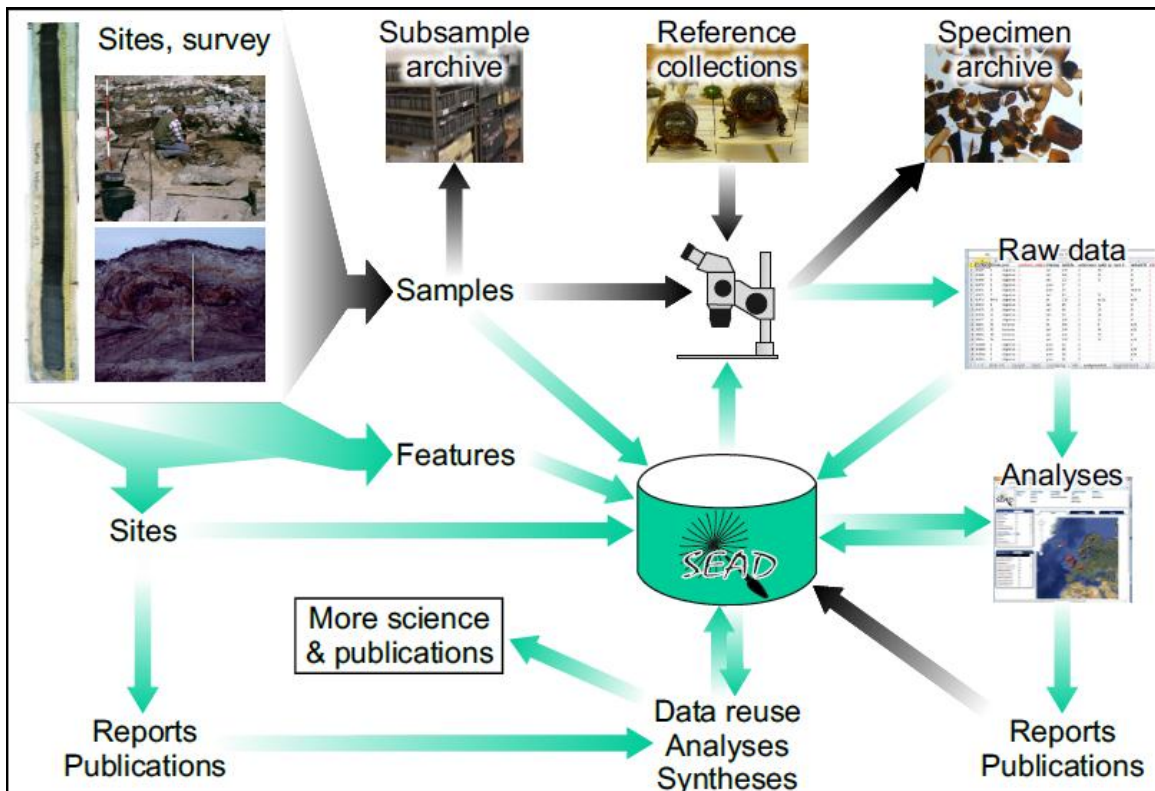 Sites, survey
Subsample
archive
Reference
collections
Specimen
archive
Raw data
Samples
Features
Analyses
Sites
SEAD
More science
& publications
Reports
Publications
Data reuse
Analyses
Syntheses
Reports
Publications